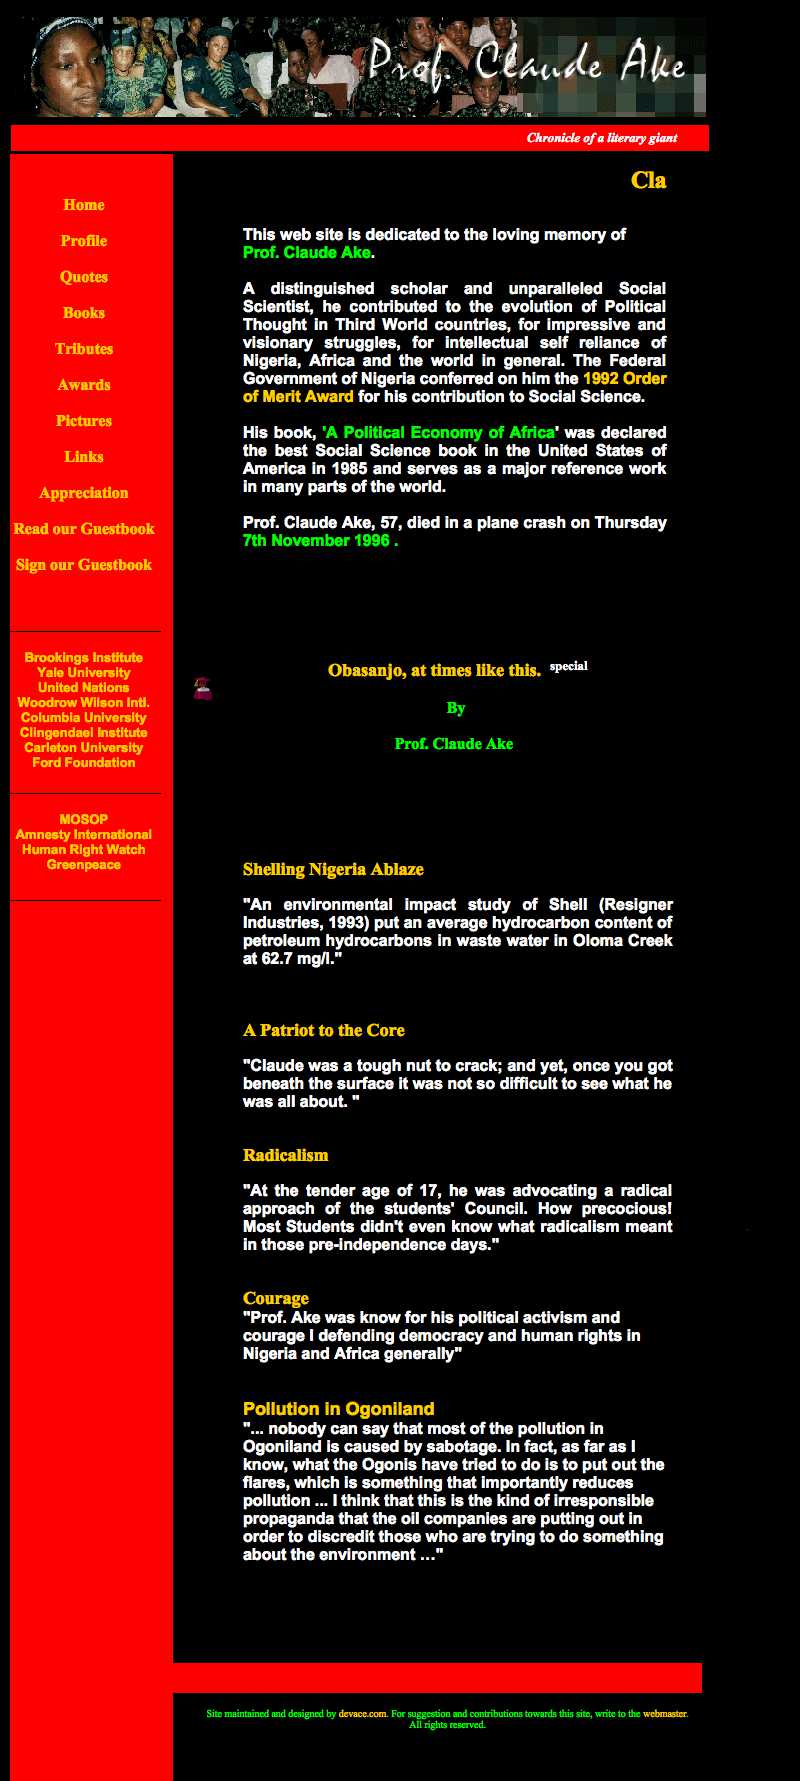 Prof. Claude Ake
Chronicle of a literary giant
Home
Profile
Quotes
Books
Tributes
Awards
Pictures
Links
Appreciation
Read our Guestbook
Sign our Guestbook
Brookings Institute
Yale University
United Nations
Woodrow Wilson Intl.
Columbia University
Clingendael Institute
Carleton University
Ford Foundation
MOSOP
Amnesty International
Human Right Watch
Greenpeace
Cla
This web site is dedicated to the loving memory of
Prof. Claude Ake.
A distinguished scholar and unparalleled Social
Scientist, he contributed to the evolution of Political
Thought in Third World countries, for impressive and
visionary struggles, for intellectual self reliance of
Nigeria, Africa and the world in general. The Federal
Government of Nigeria conferred on him the 1992 Order
of Merit Award for his contribution to Social Science.
His book, 'A Political Economy of Africa' was declared
the best Social Science book in the United States of
America in 1985 and serves as a major reference work
in many parts of the world.
Prof. Claude Ake, 57, died in a plane crash on Thursday
7th November 1996 .
Obasanjo, at times like this. special
By
Prof. Claude Ake
Shelling Nigeria Ablaze
"An environmental impact study of Shell (Resigner
Industries, 1993) put an average hydrocarbon content of
petroleum hydrocarbons in waste water in Oloma Creek
at 62.7 mg/l."
A Patriot to the Core
"Claude was a tough nut to crack; and yet, once you got
beneath the surface it was not so difficult to see what he
was all about. "
Radicalism
"At the tender age of 17, he was advocating a radical
approach of the students' Council. How precocious!
Most Students didn't even know what radicalism meant
in those pre-independence days."
Courage
"Prof. Ake was know for his political activism and
courage I defending democracy and human rights in
Nigeria and Africa generally"
Pollution in Ogoniland
"... nobody can say that most of the pollution in
Ogoniland is caused by sabotage. In fact, as far as I
know, what the Ogonis have tried to do is to put out the
flares, which is something that importantly reduces
pollution ... I think that this is the kind of irresponsible
propaganda that the oil companies are putting out in
order to discredit those who are trying to do something
about the environment …"
Site maintained and designed by devace.com. For suggestion and contributions towards this site, write to the webmaster.
All rights reserved.